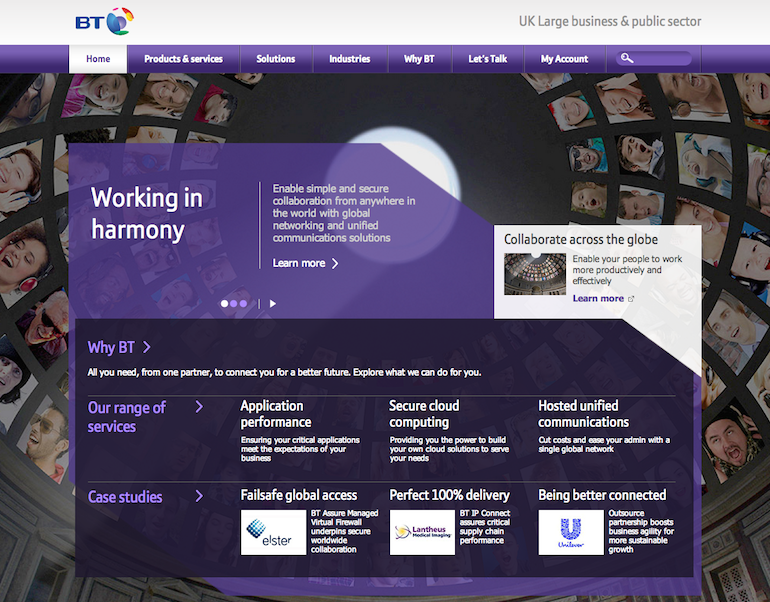 BT
UK Large business & public sector
Home
Products & services
Solutions
Industries
Why BT
Let's Talk
My Account
Working in
harmony
Enable simple and secure
collaboration from anywhere in
the world with global
networking and unified
communications solutions
Learn more
Collaborate across the globe
Enable your people to work
more productively and
effectively
Learn more
Why BT
All you need, from one partner, to connect you for a better future. Explore what we can do for you.
Our range of
services
Application
performance
Ensuring your critical applications
meet the expectations of your
business
Secure cloud
computing
Providing you the power to build
your own cloud solutions to serve
your needs
Hosted unified
communications
Cut costs and ease your admin with a
single global network
Case studies
Failsafe global access
elster
BT Assure Managed
Virtual Firewall
underpins secure
worldwide
collaboration
Perfect 100% delivery
Lantheus
Medical Imaging
BT IP Connect
assures critical
supply chain
performance
Being better connected
Unilever
Outsource
partnership boosts
business agility for
more sustainable
growth